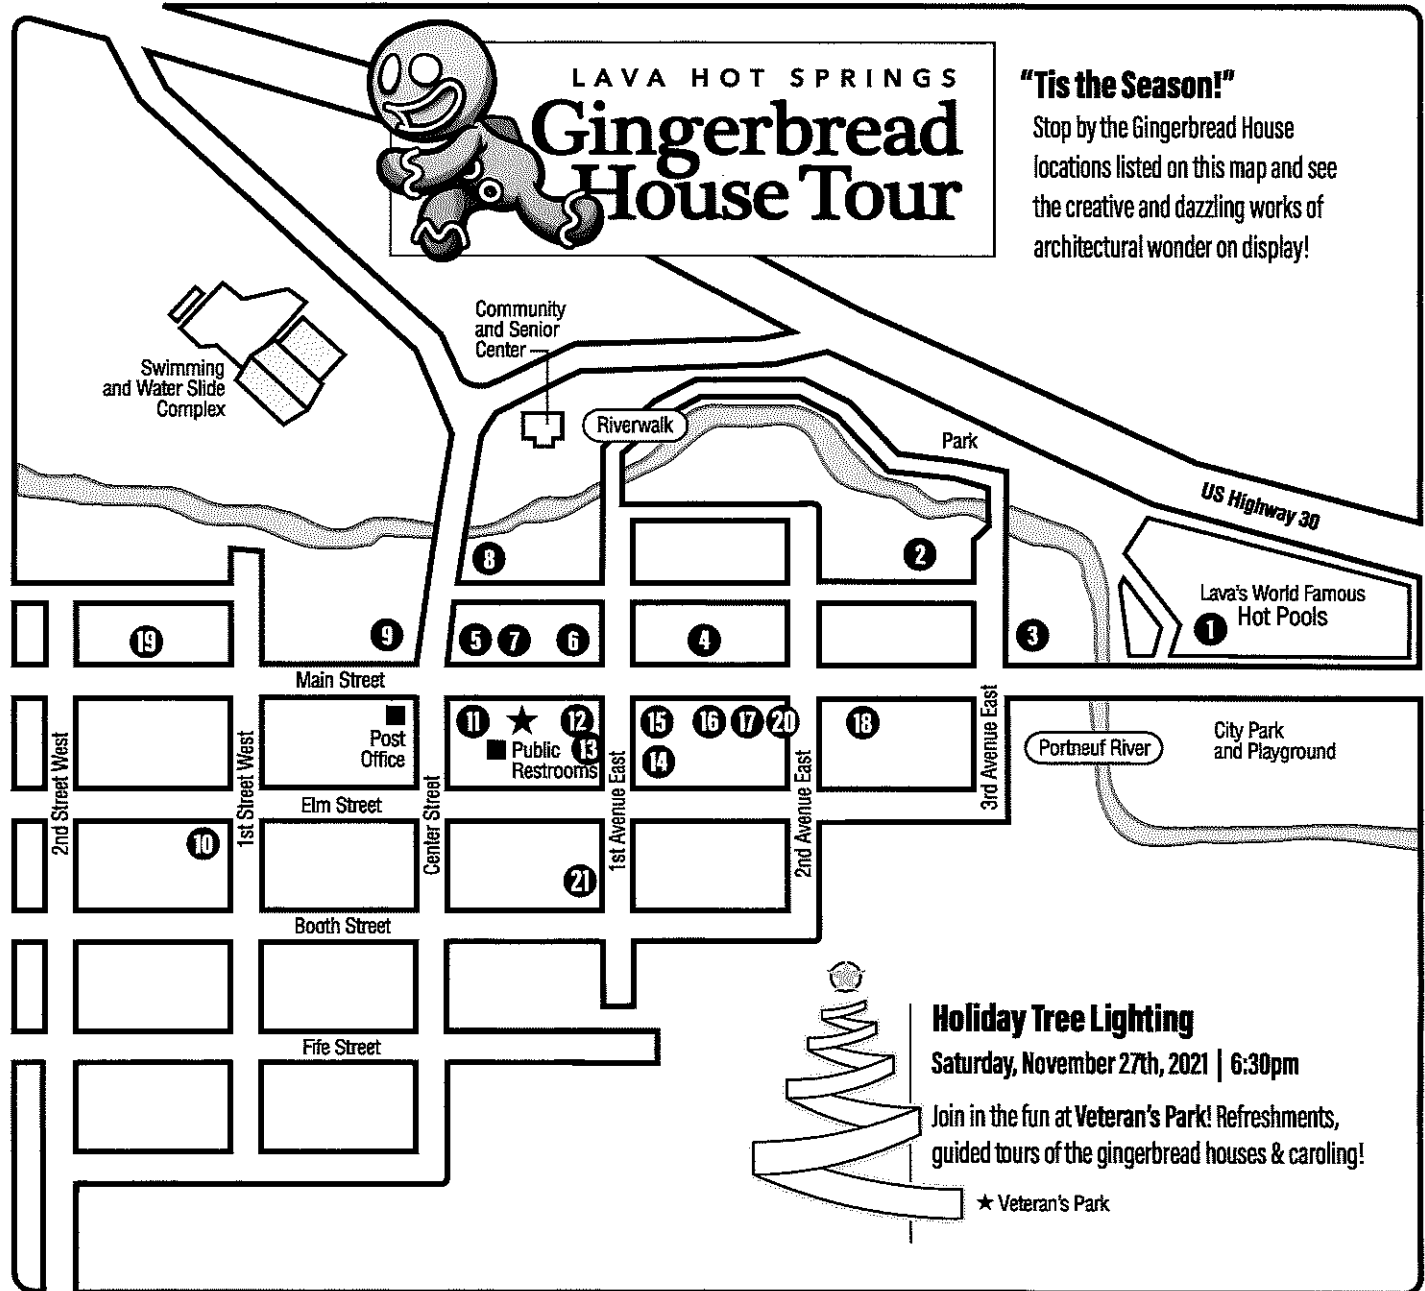 LAVA HOT SPRINGS
Gingerbread
House Tour
"Tis the Season!"
Stop by the Gingerbread House
locations listed on this map and see
the creative and dazzling works of
architectural wonder on display!
Community
and Senior
Center
Swimming
and Water Slide
Complex
Riverwalk
Park
US Highway 30
8
2
Lava's World Famous
Hot Pools
1
19
9
5
7
6
4
3
Main Street
Post
Office
11
12
13
Public
Restrooms
15
16
17
20
14
18
3rd Avenue East
Portneuf River
City Park
and Playground
2nd Street West
1st Street West
Elm Street
Center Street
1st Avenue East
2nd Avenue East
10
21
Booth Street
Fife Street
Holiday Tree Lighting
Saturday, November 27th, 2021 | 6:30pm
Join in the fun at Veteran's Park! Refreshments,
guided tours of the gingerbread houses & caroling!
★ Veteran's Park